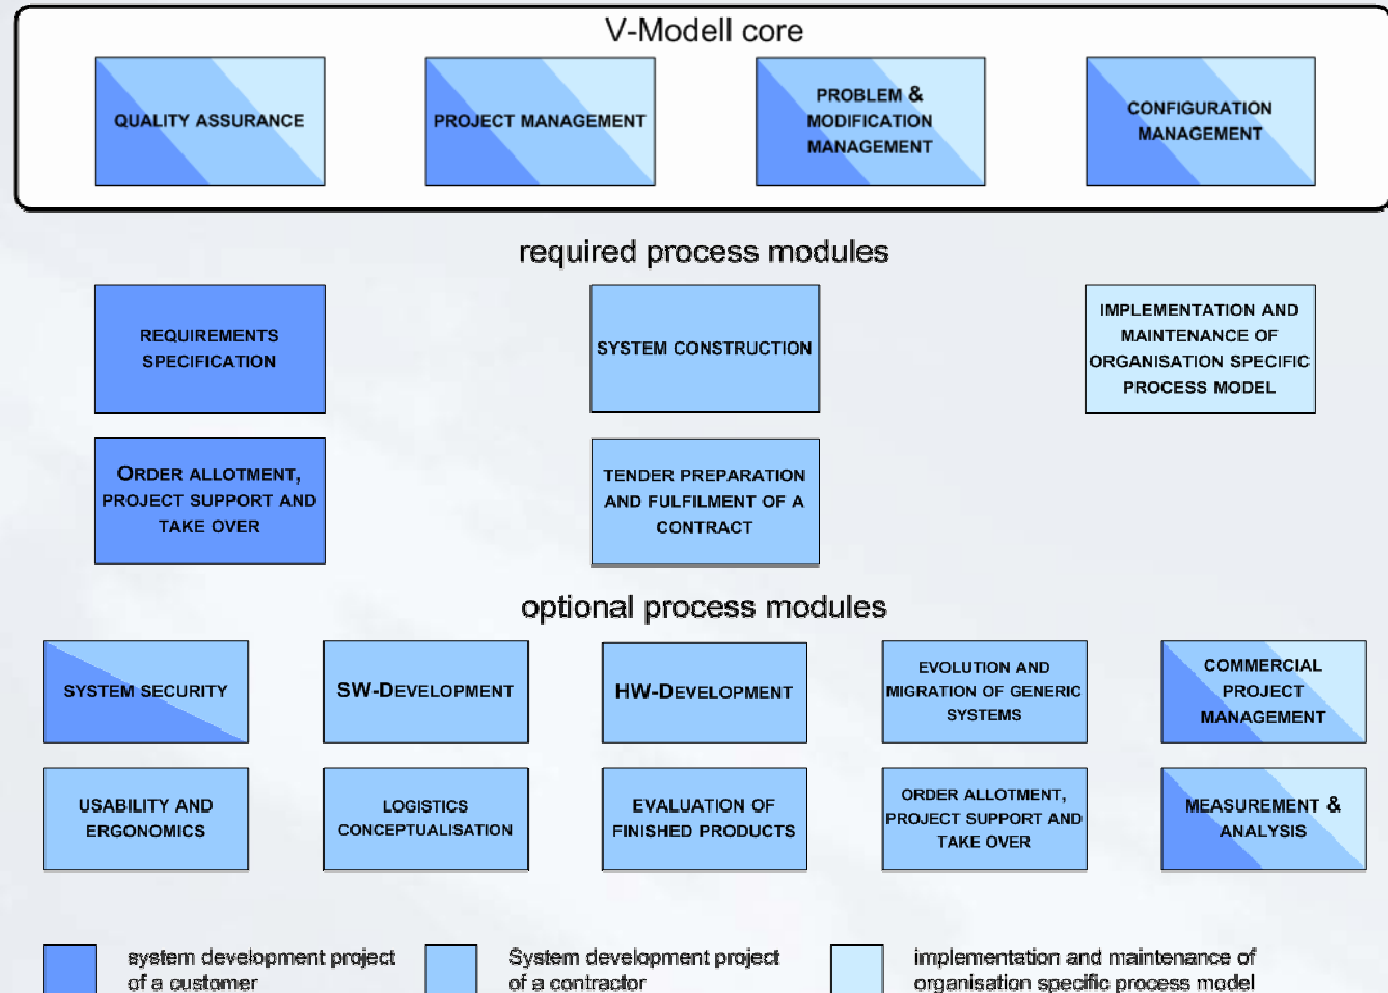 V-Modell core
QUALITY ASSURANCE
PROJECT MANAGEMENT
PROBLEM &
MODIFICATION
MANAGEMENT
CONFIGURATION
MANAGEMENT
required process modules
REQUIREMENTS
SPECIFICATION
SYSTEM CONSTRUCTION
IMPLEMENTATION AND
MAINTENANCE OF
ORGANISATION SPECIFIC
PROCESS MODEL
ORDER ALLOTMENT,
PROJECT SUPPORT AND
TAKE OVER
TENDER PREPARATION
AND FULFILMENT OF A
CONTRACT
optional process modules
SYSTEM SECURITY
SW-DEVELOPMENT
HW-DEVELOPMENT
EVOLUTION AND
MIGRATION OF GENERIC
SYSTEMS
COMMERCIAL
PROJECT
MANAGEMENT
USABILITY AND
ERGONOMICS
LOGISTICS
CONCEPTUALISATION
EVALUATION OF
FINISHED PRODUCTS
ORDER ALLOTMENT,
PROJECT SUPPORT AND
TAKE OVER
MEASUREMENT &
ANALYSIS
system development project
of a customer
System development project
of a contractor
implementation and maintenance of
organisation specific process model